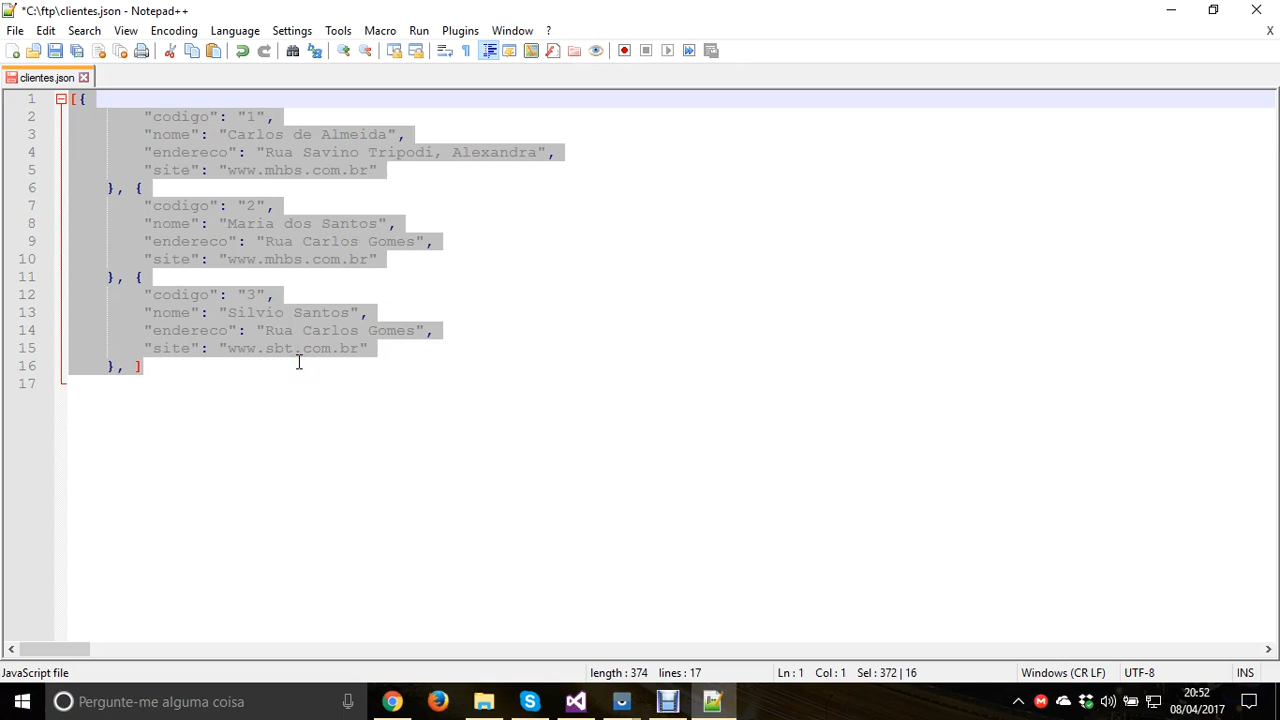 *C:\ftp\clientes.json - Notepad++
File Edit Search View Encoding Language Settings Tools Macro Run Plugins Window ? X
clientes.json
1 [{
2 "codigo": "1",
3 "nome": "Carlos de Almeida",
4 "endereco": "Rua Savino Tripodi, Alexandra",
5 "site": "www.mhbs.com.br"
6 }, {
7 "codigo": "2",
8 "nome": "Maria dos Santos",
9 "endereco": "Rua Carlos Gomes",
10 "site": "www.mhbs.com.br"
11 }, {
12 "codigo": "3",
13 "nome": "Silvio Santos",
14 "endereco": "Rua Carlos Gomes",
15 "site": "www.sbt.com.br"
16 }, ]
17
JavaScript file length : 374 lines : 17 Ln : 1 Col : 1 Sel : 372 | 16 Windows (CR LF) UTF-8 INS
Pergunte-me alguma coisa 20:52
08/04/2017